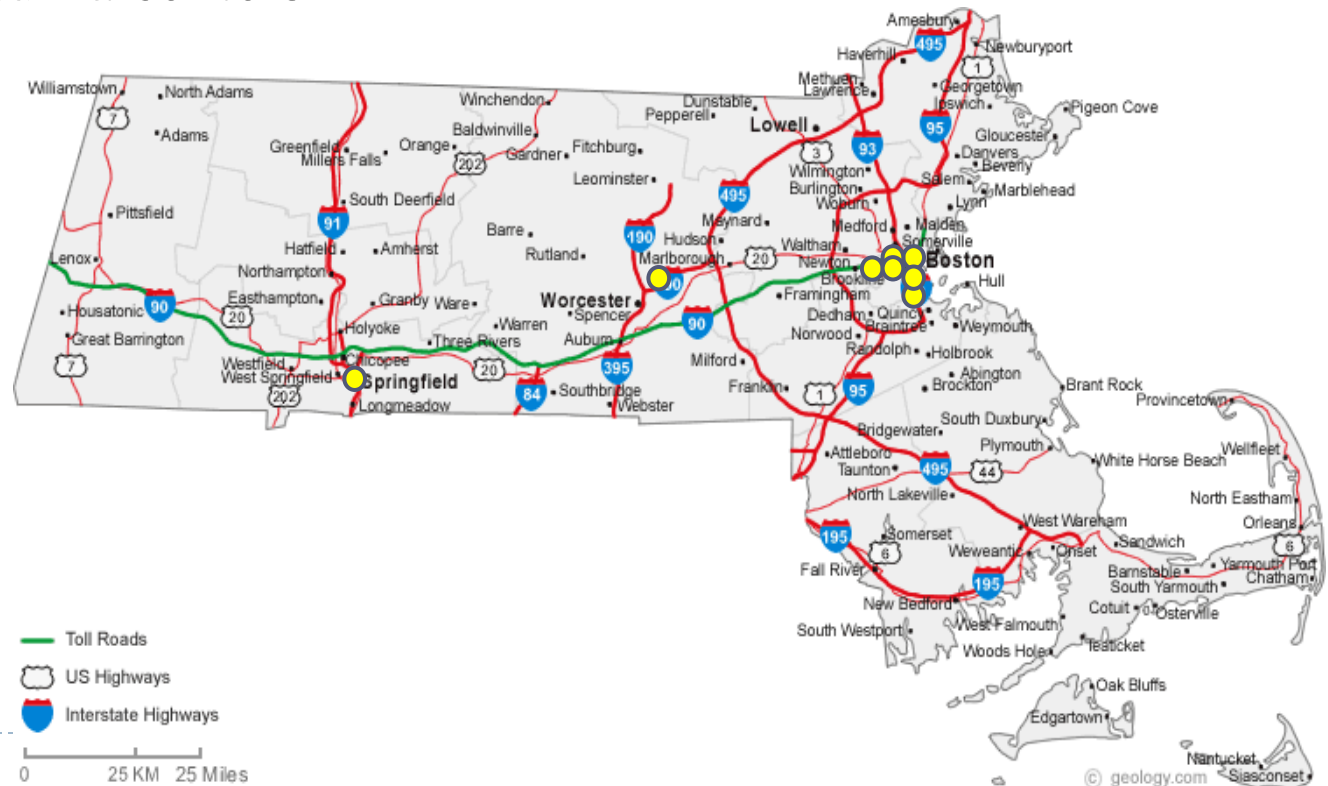 Amesbury
495
Haverhill
Newburyport
1
Methuen
Lawrence
Georgetown
Ipswich
Williamstown
North Adams
7
Winchendon
Dunstable
Pepperell
Pigeon Cove
Lowell
95
Gloucester
Adams
Baldwinville
93
Greenfield
Millers Falls
Orange
202
Gardner
Fitchburg
3
Danvers
Beverly
Wilmington
Leominster
Burlington
Salem
Marblehead
495
Woburn
Lynn
South Deerfield
Pittsfield
91
Maynard
Medford
Malden
190
Barre
Hudson
Somerville
Hatfield
Amherst
Rutland
Marlborough
20
Waltham
Newton
Boston
Lenox
Northampton
Brookline
Hull
90
Easthampton
Granby
Ware
Worcester
Framingham
Housatonic
20
Spencer
Dedham
Quincy
90
Braintree
Weymouth
Holyoke
Warren
Norwood
Great Barrington
Three Rivers
Auburn
Randolph
Holbrook
7
Westfield
Chicopee
20
395
Milford
Abington
West Springfield
Springfield
84
Southbridge
Franklin
1
95
Brockton
Brant Rock
202
Longmeadow
Webster
Provincetown
South Duxbury
Bridgewater
Plymouth
Attleboro
Wellfleet
Taunton
495
44
White Horse Beach
North Lakeville
North Eastham
West Wareham
Orleans
195
Somerset
Sandwich
6
Weweantic
Onset
6
Fall River
195
Barnstable
Yarmouth Port
Chatham
South Yarmouth
New Bedford
Cotuit
Osterville
West Falmouth
South Westport
Toll Roads
Woods Hole
Teaticket
US Highways
Oak Bluffs
Interstate Highways
Edgartown
Nantucket
0 25 KM 25 Miles
© geology.com
Siasconset